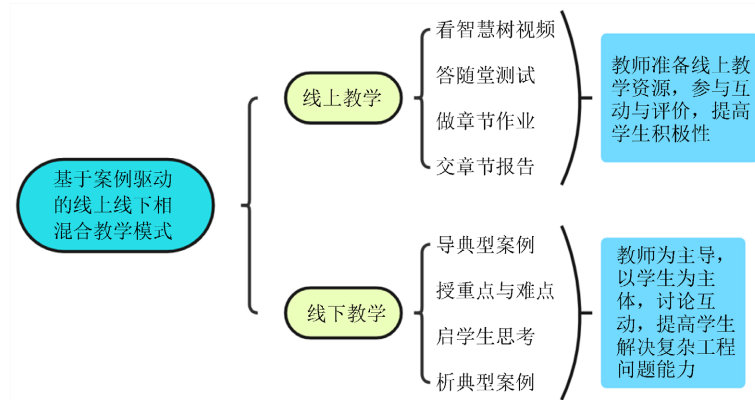 基于案例驱动
的线上线下相
混合教学模式
线上教学
看智慧树视频
答随堂测试
做章节作业
交章节报告
教师准备线上教
学资源，参与互
动与评价，提高
学生积极性
线下教学
导典型案例
授重点与难点
启学生思考
析典型案例
教师为主导，
以学生为主
体，讨论互
动，提高学生
解决复杂工程
问题能力